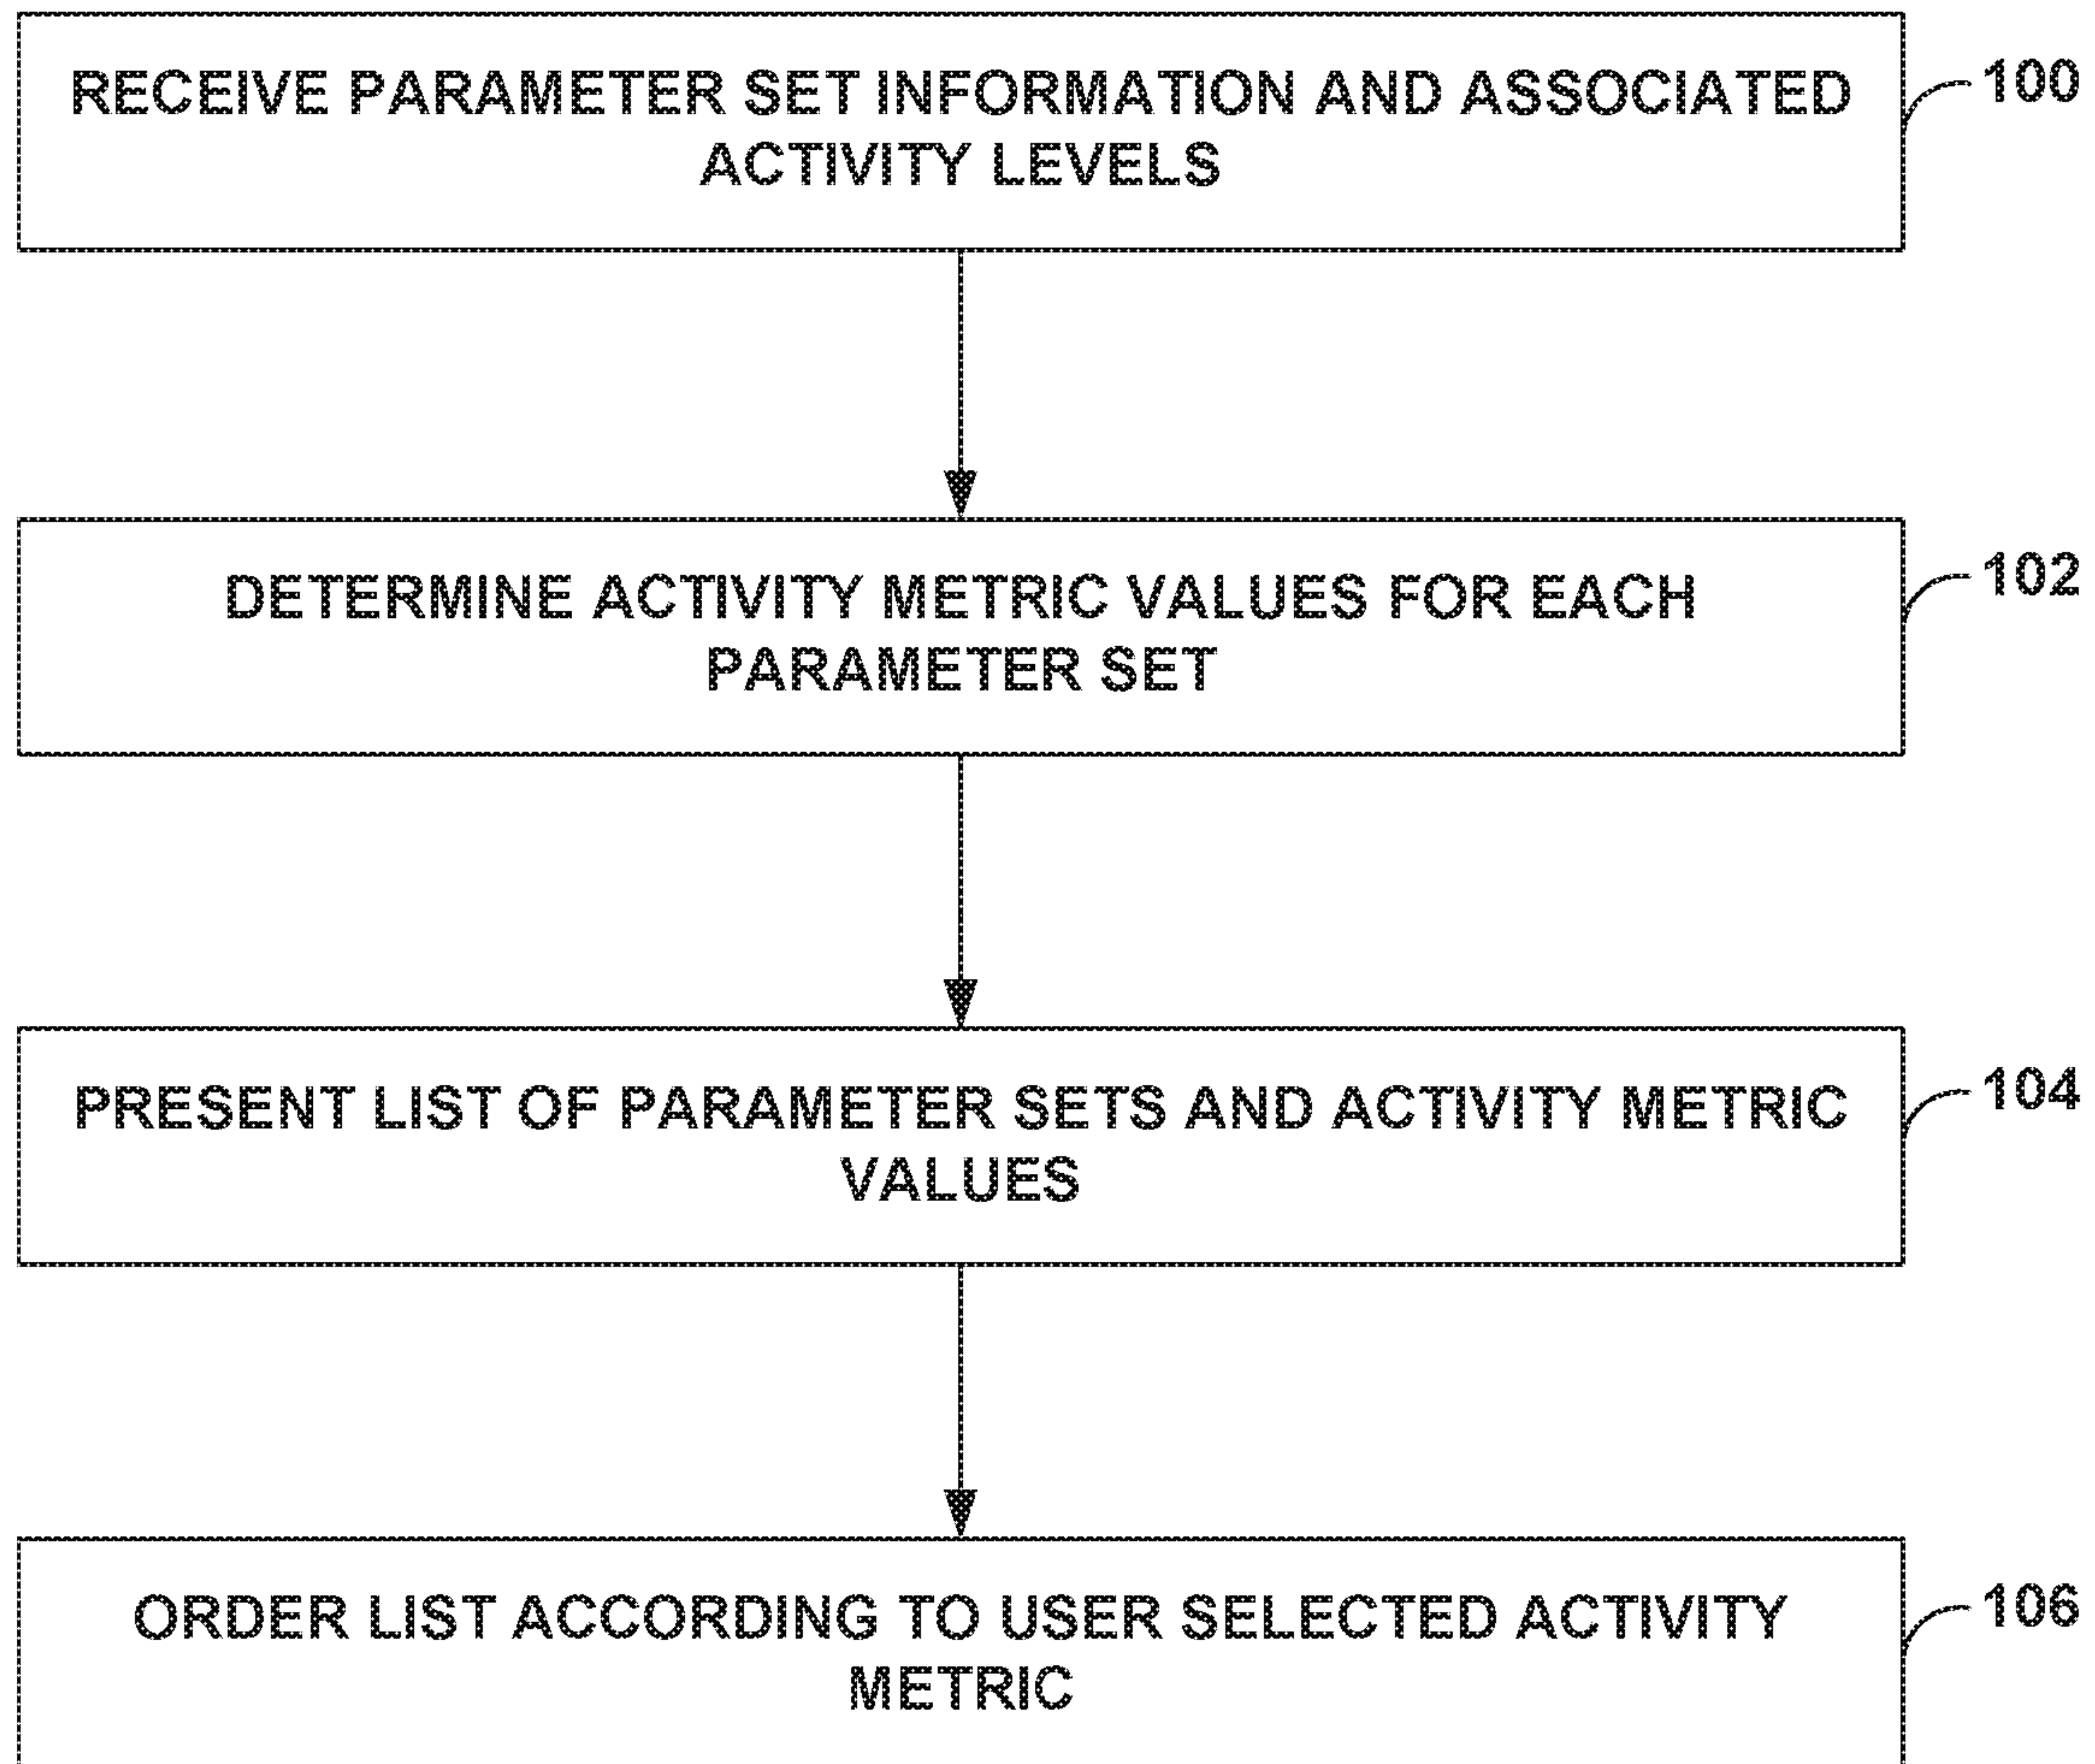 RECEIVE PARAMETER SET INFORMATION AND ASSOCIATED
ACTIVITY LEVELS
100
DETERMINE ACTIVITY METRIC VALUES FOR EACH
PARAMETER SET
102
PRESENT LIST OF PARAMETER SETS AND ACTIVITY METRIC
VALUES
104
ORDER LIST ACCORDING TO USER SELECTED ACTIVITY
METRIC
106